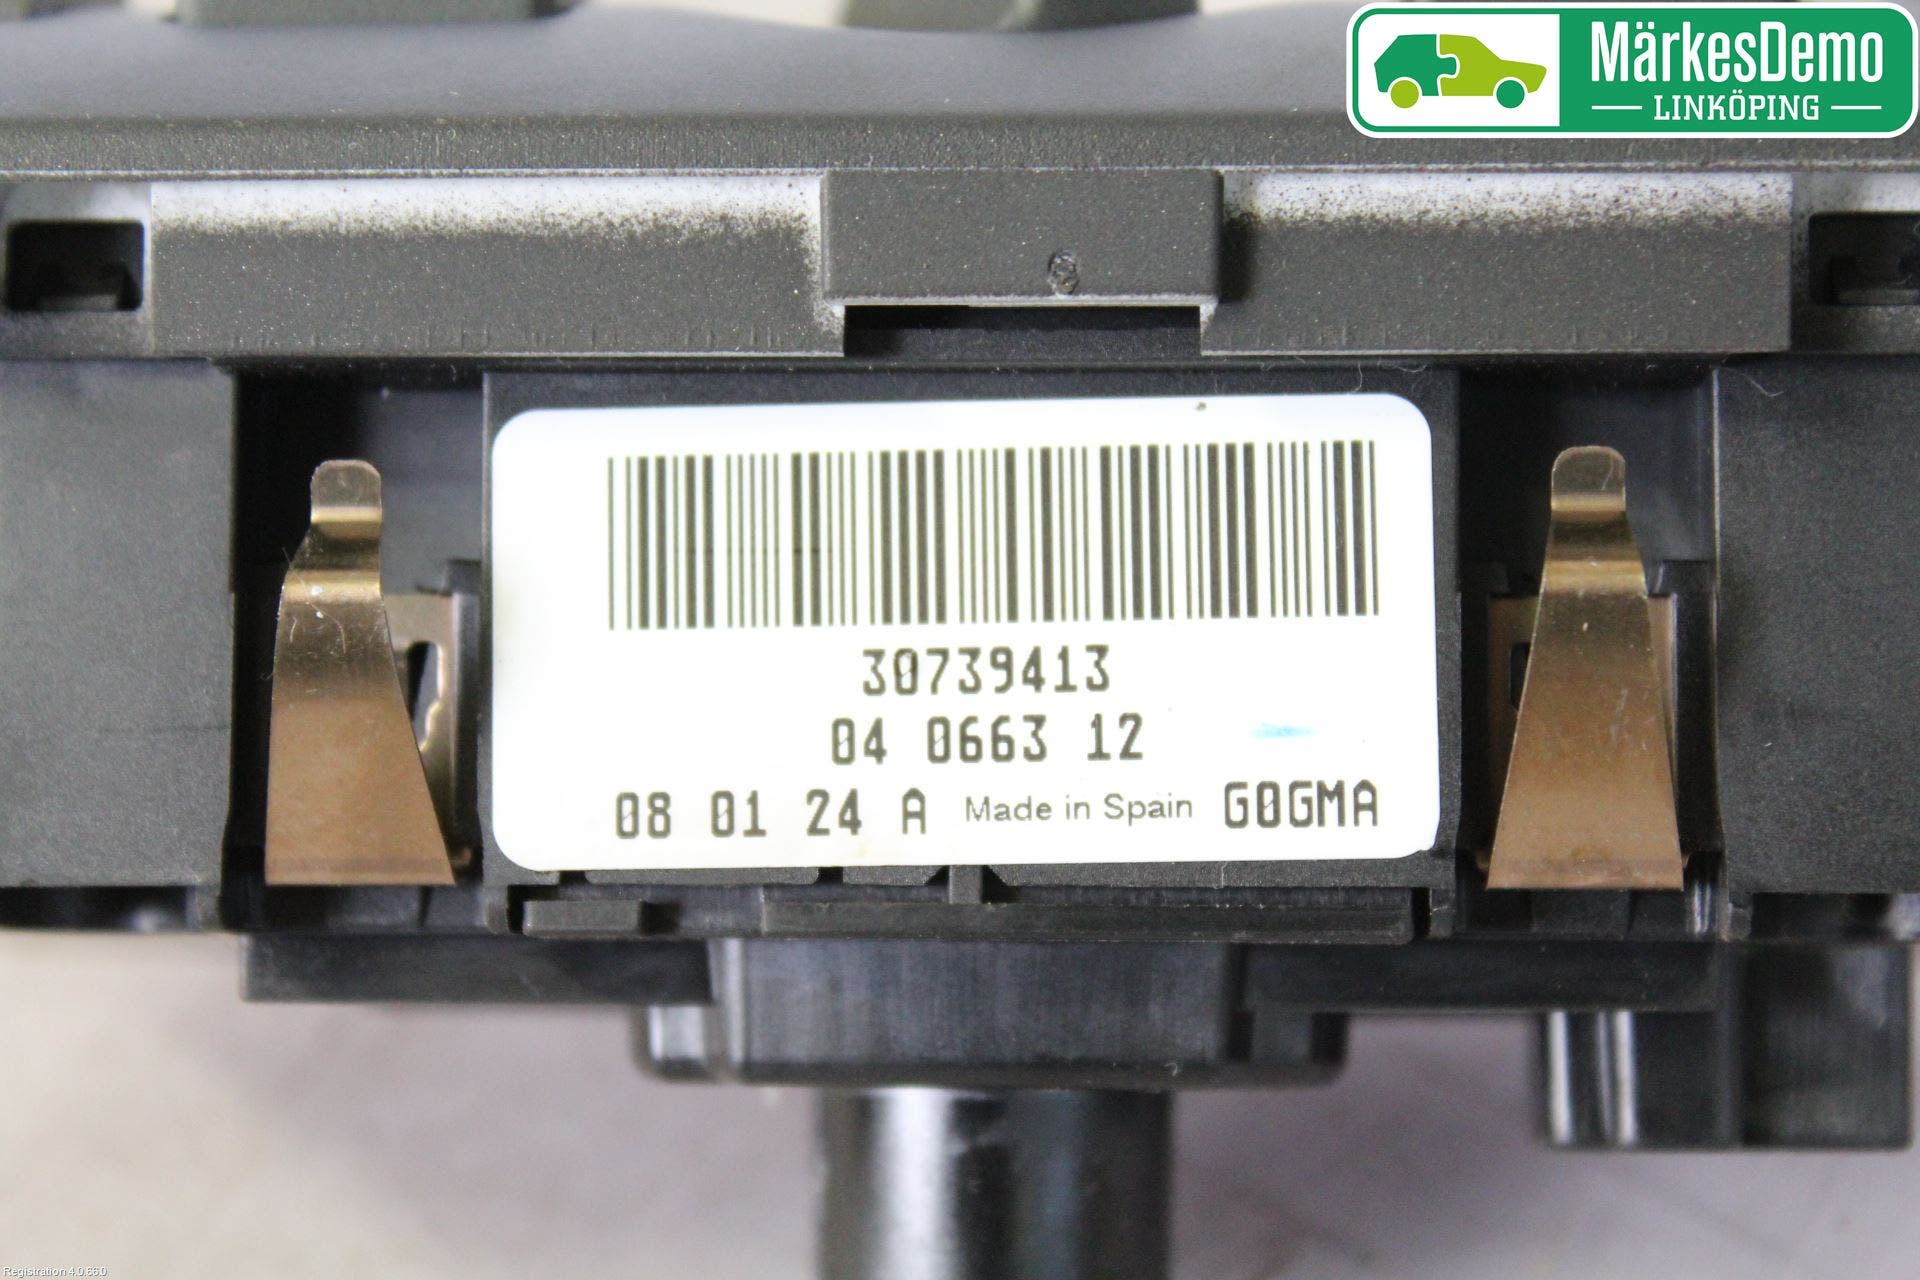 MärkesDemo
LINKÖPING
30739413
04 0663 12
08 01 24 A Made in Spain G0GMA
Registration 4.0.66.0